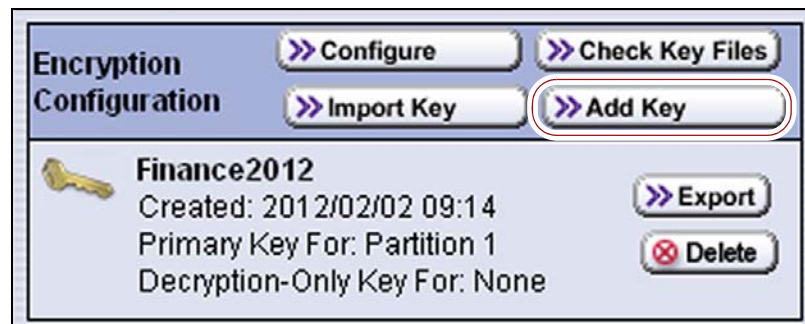 Encryption Configuration
>> Configure
>> Check Key Files
>> Import Key
>> Add Key
Finance2012
Created: 2012/02/02 09:14
Primary Key For: Partition 1
Decryption-Only Key For: None
>> Export
Delete